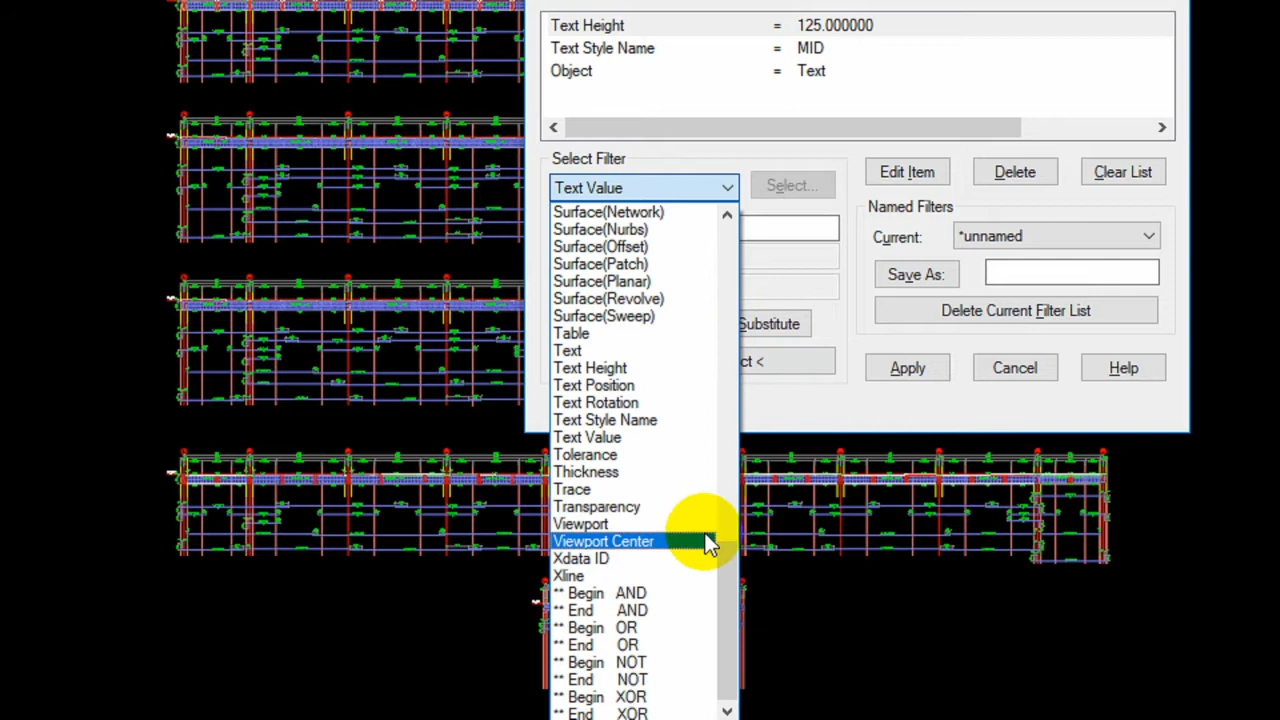 Text Height = 125.000000
Text Style Name = MID
Object = Text
Select Filter
Text Value
Select...
Edit Item
Delete
Clear List
Named Filters
Current:
*unnamed
Save As:
Delete Current Filter List
Substitute
ct <
Apply
Cancel
Help
Surface(Network)
Surface(Nurbs)
Surface(Offset)
Surface(Patch)
Surface(Planar)
Surface(Revolve)
Surface(Sweep)
Table
Text
Text Height
Text Position
Text Rotation
Text Style Name
Text Value
Tolerance
Thickness
Trace
Transparency
Viewport
Viewport Center
Xdata ID
Xline
** Begin AND
** End AND
** Begin OR
** End OR
** Begin NOT
** End NOT
** Begin XOR
** End XOR